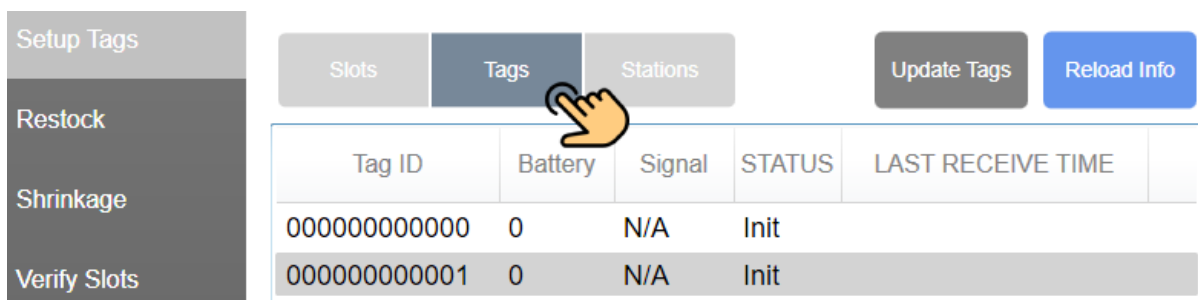 Setup Tags
Restock
Shrinkage
Verify Slots
Slots Tags Stations Update Tags Reload Info
Tag ID Battery Signal STATUS LAST RECEIVE TIME
000000000000 0 N/A Init
000000000001 0 N/A Init